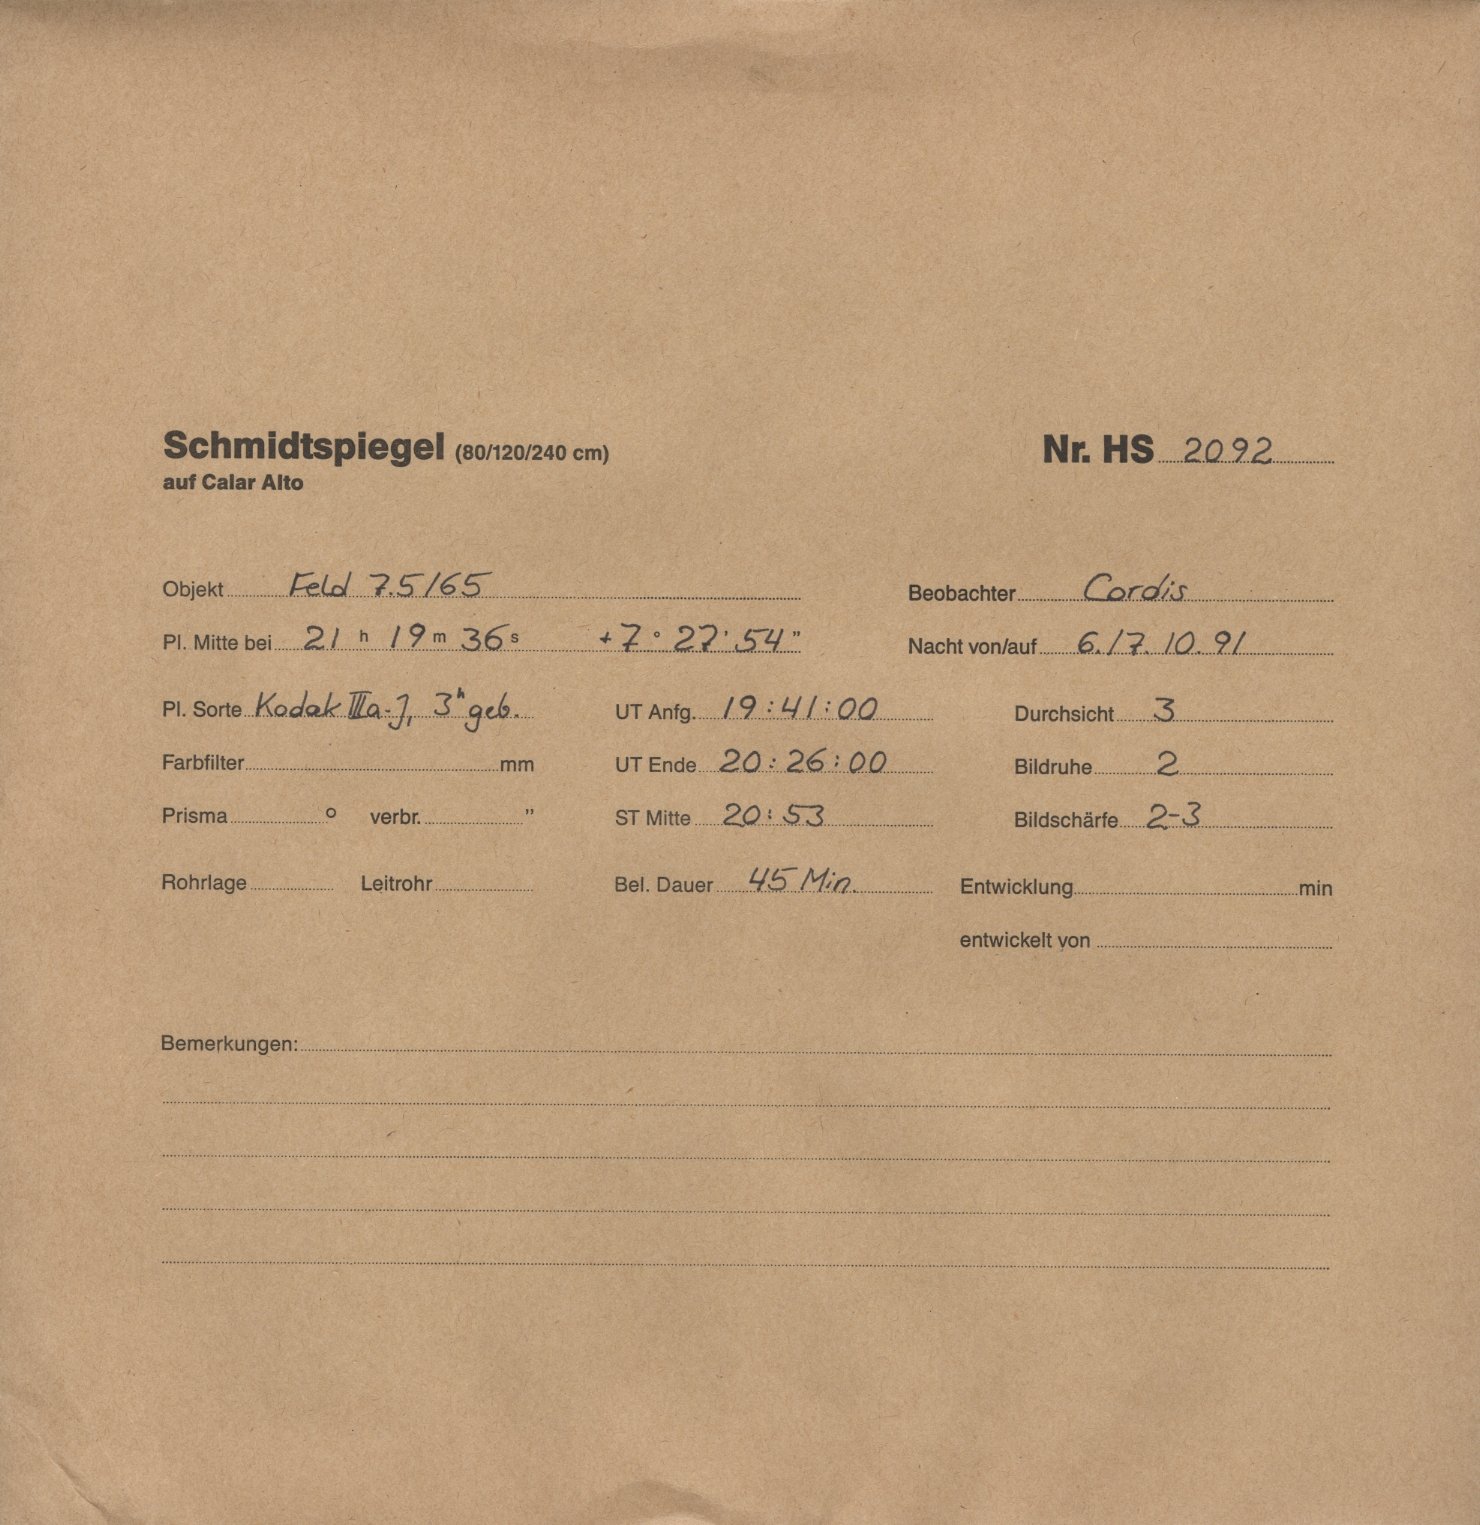 Schmidtspiegel (80/120/240 cm) Nr. HS 2092
auf Calar Alto
Objekt Feld 7.5/65 Beobachter Cordis
Pl. Mitte bei 21 h 19 m 36 s +7° 27' 54" Nacht von/auf 6./7. 10. 91
Pl. Sorte Kodak IIIa-J, 3h geb. UT Anfg. 19:41:00 Durchsicht 3
Farbfilter mm UT Ende 20:26:00 Bildruhe 2
Prisma ° verbr. " ST Mitte 20:53 Bildschärfe 2-3
Rohrlage Leitrohr Bel. Dauer 45 Min. Entwicklung min
entwickelt von
Bemerkungen: